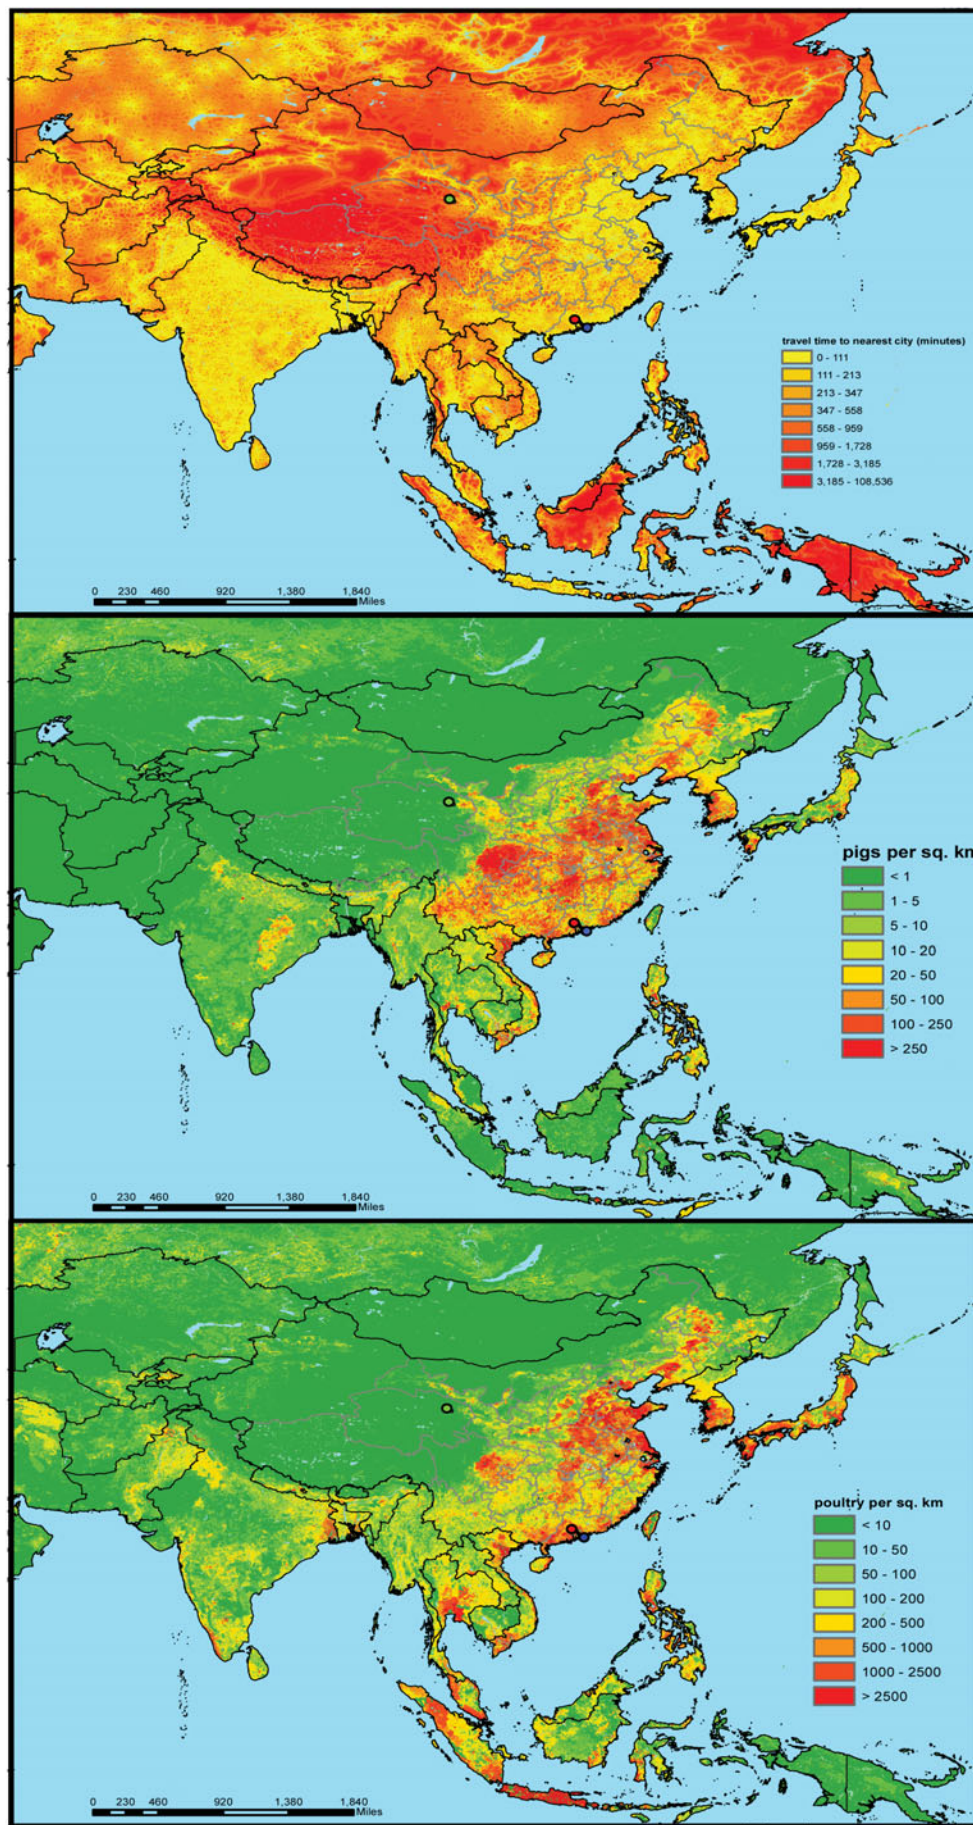 travel time to nearest city (minutes)
0 - 111
111 - 213
213 - 347
347 - 558
558 - 959
959 - 1,728
1,728 - 3,185
3,185 - 108,536
0 230 460 920 1,380 1,840
Miles
pigs per sq. km
< 1
1 - 5
5 - 10
10 - 20
20 - 50
50 - 100
100 - 250
> 250
0 230 460 920 1,380 1,840
Miles
poultry per sq. km
< 10
10 - 50
50 - 100
100 - 200
200 - 500
500 - 1000
1000 - 2500
> 2500
0 230 460 920 1,380 1,840
Miles